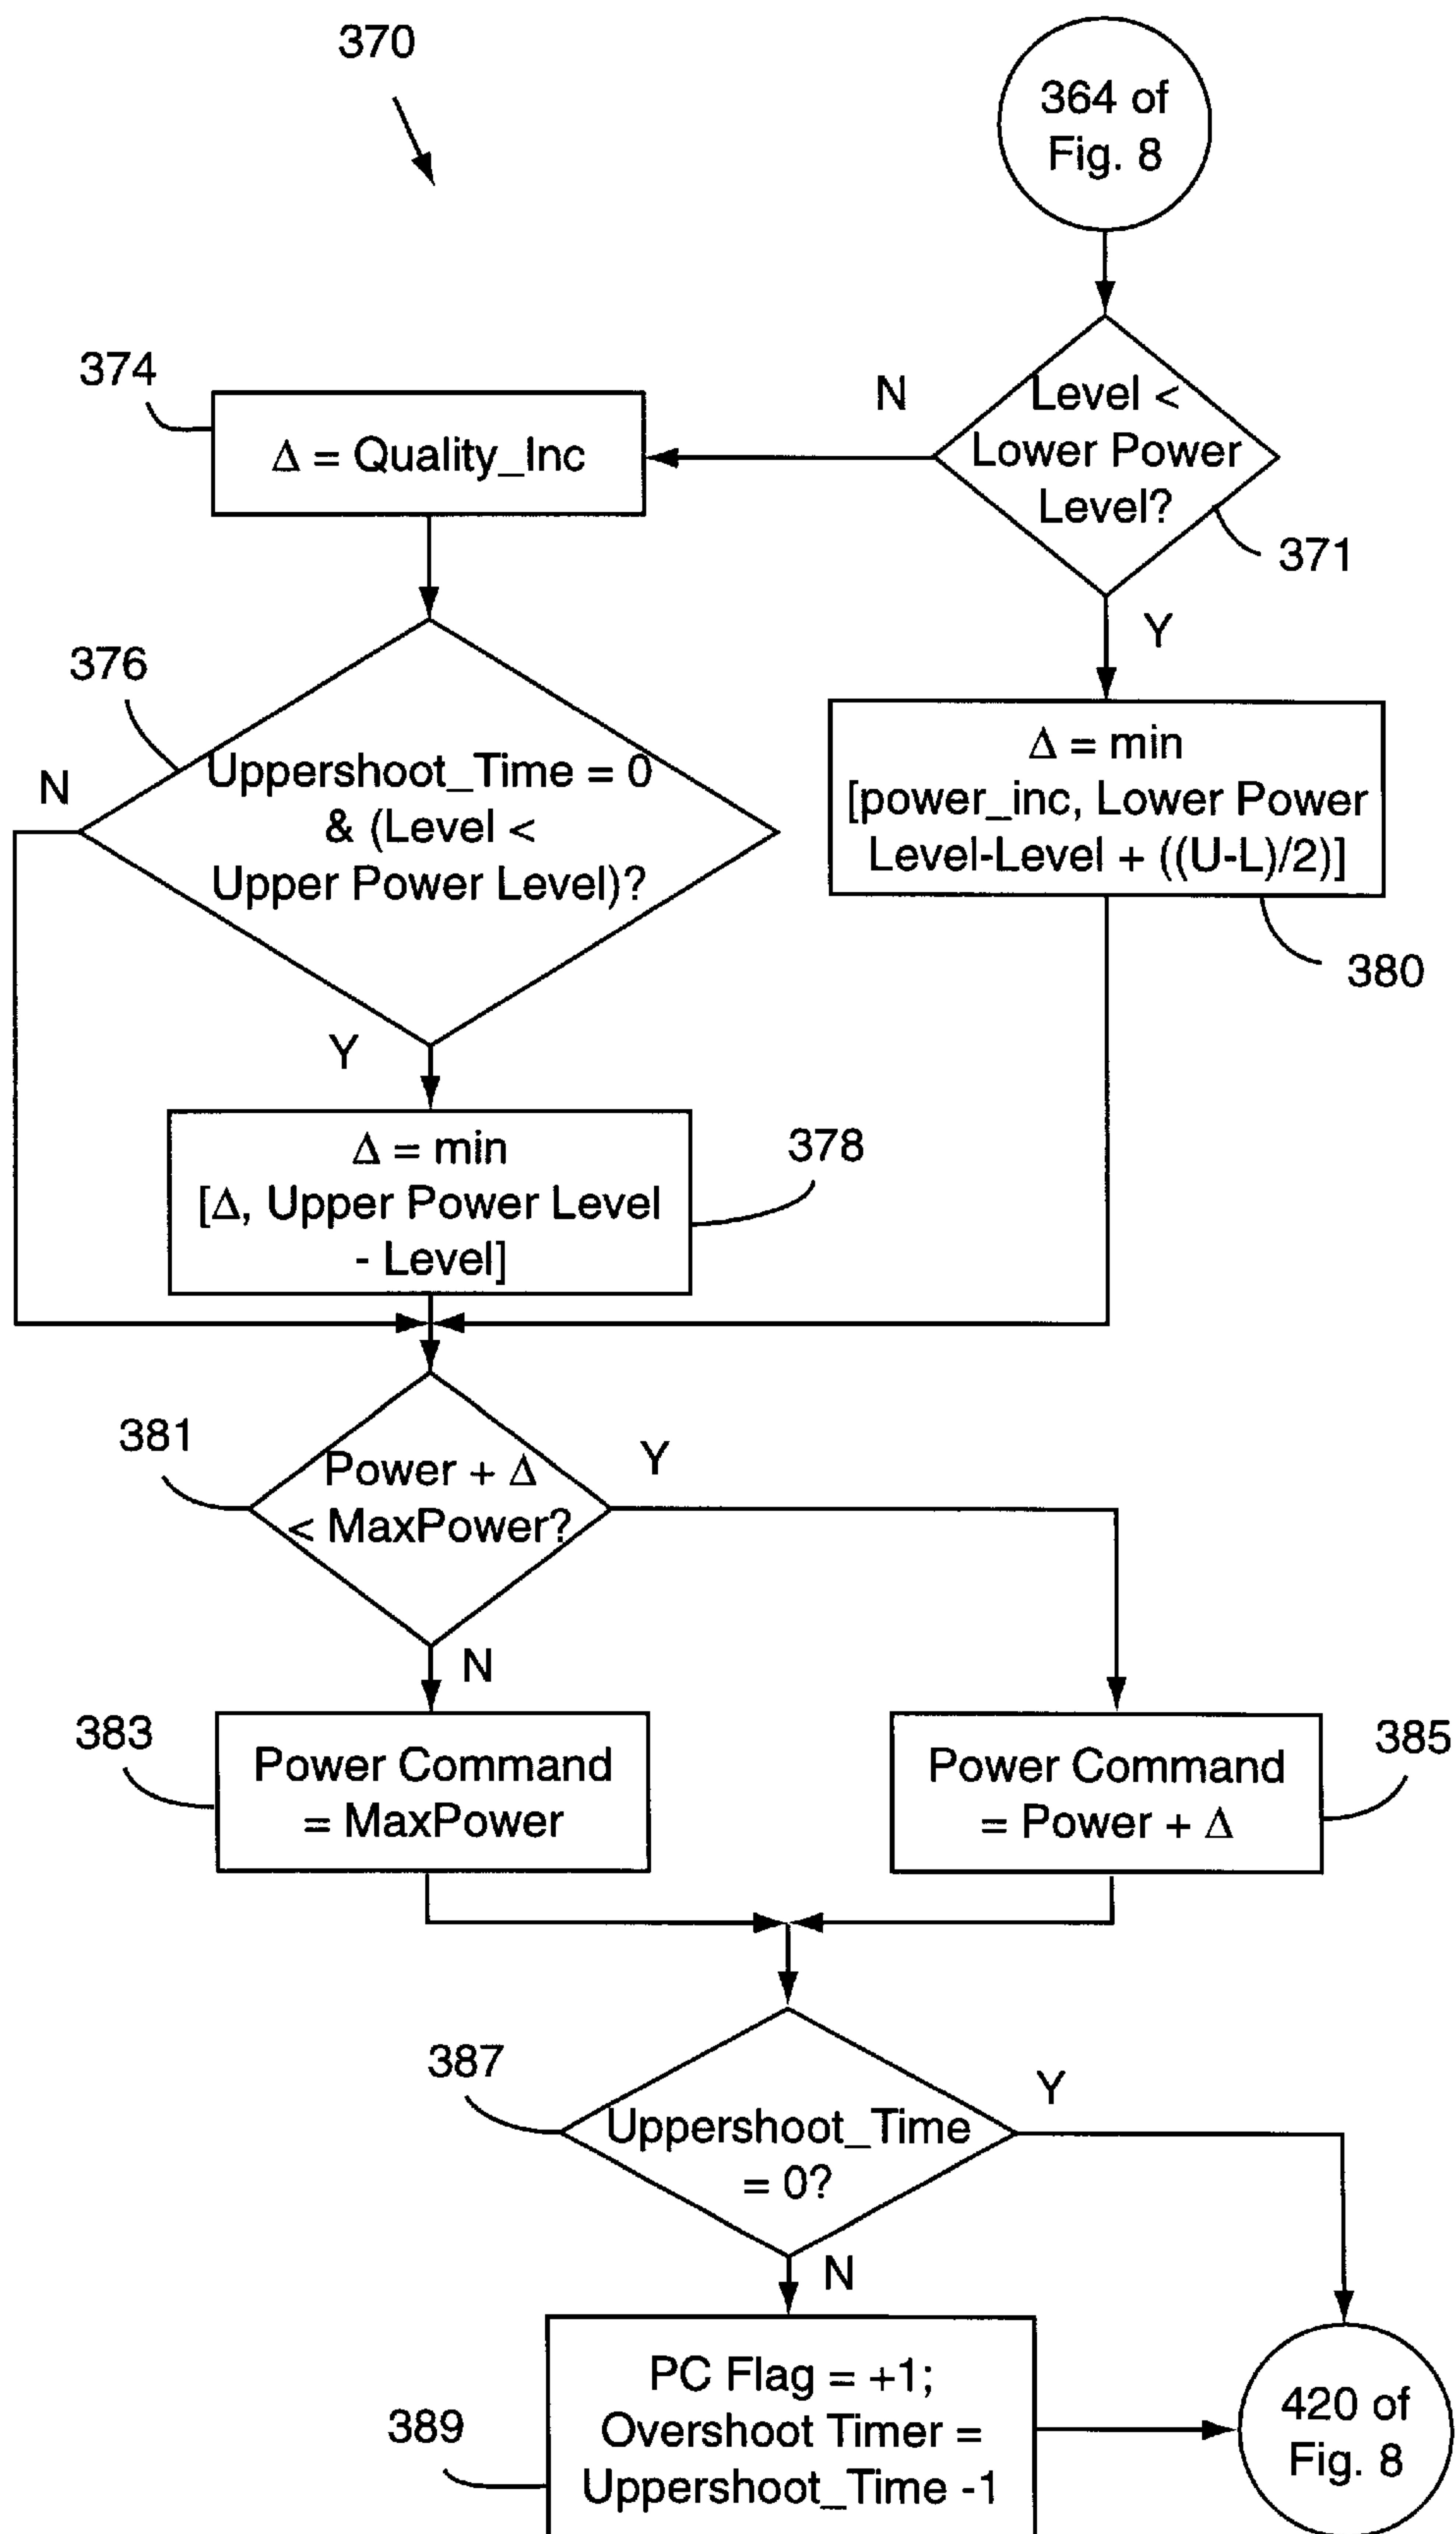 370
364 of
Fig. 8
374
Δ = Quality_Inc
N
Level <
Lower Power
Level?
371
Y
376
N
Uppershoot_Time = 0
& (Level <
Upper Power Level)?
Δ = min
[power_inc, Lower Power
Level-Level + ((U-L)/2)]
380
Y
Δ = min
[Δ, Upper Power Level
- Level]
378
381
Power + Δ
< MaxPower?
Y
N
383
Power Command
= MaxPower
Power Command
= Power + Δ
385
387
Uppershoot_Time
= 0?
Y
N
389
PC Flag = +1;
Overshoot Timer =
Uppershoot_Time -1
420 of
Fig. 8